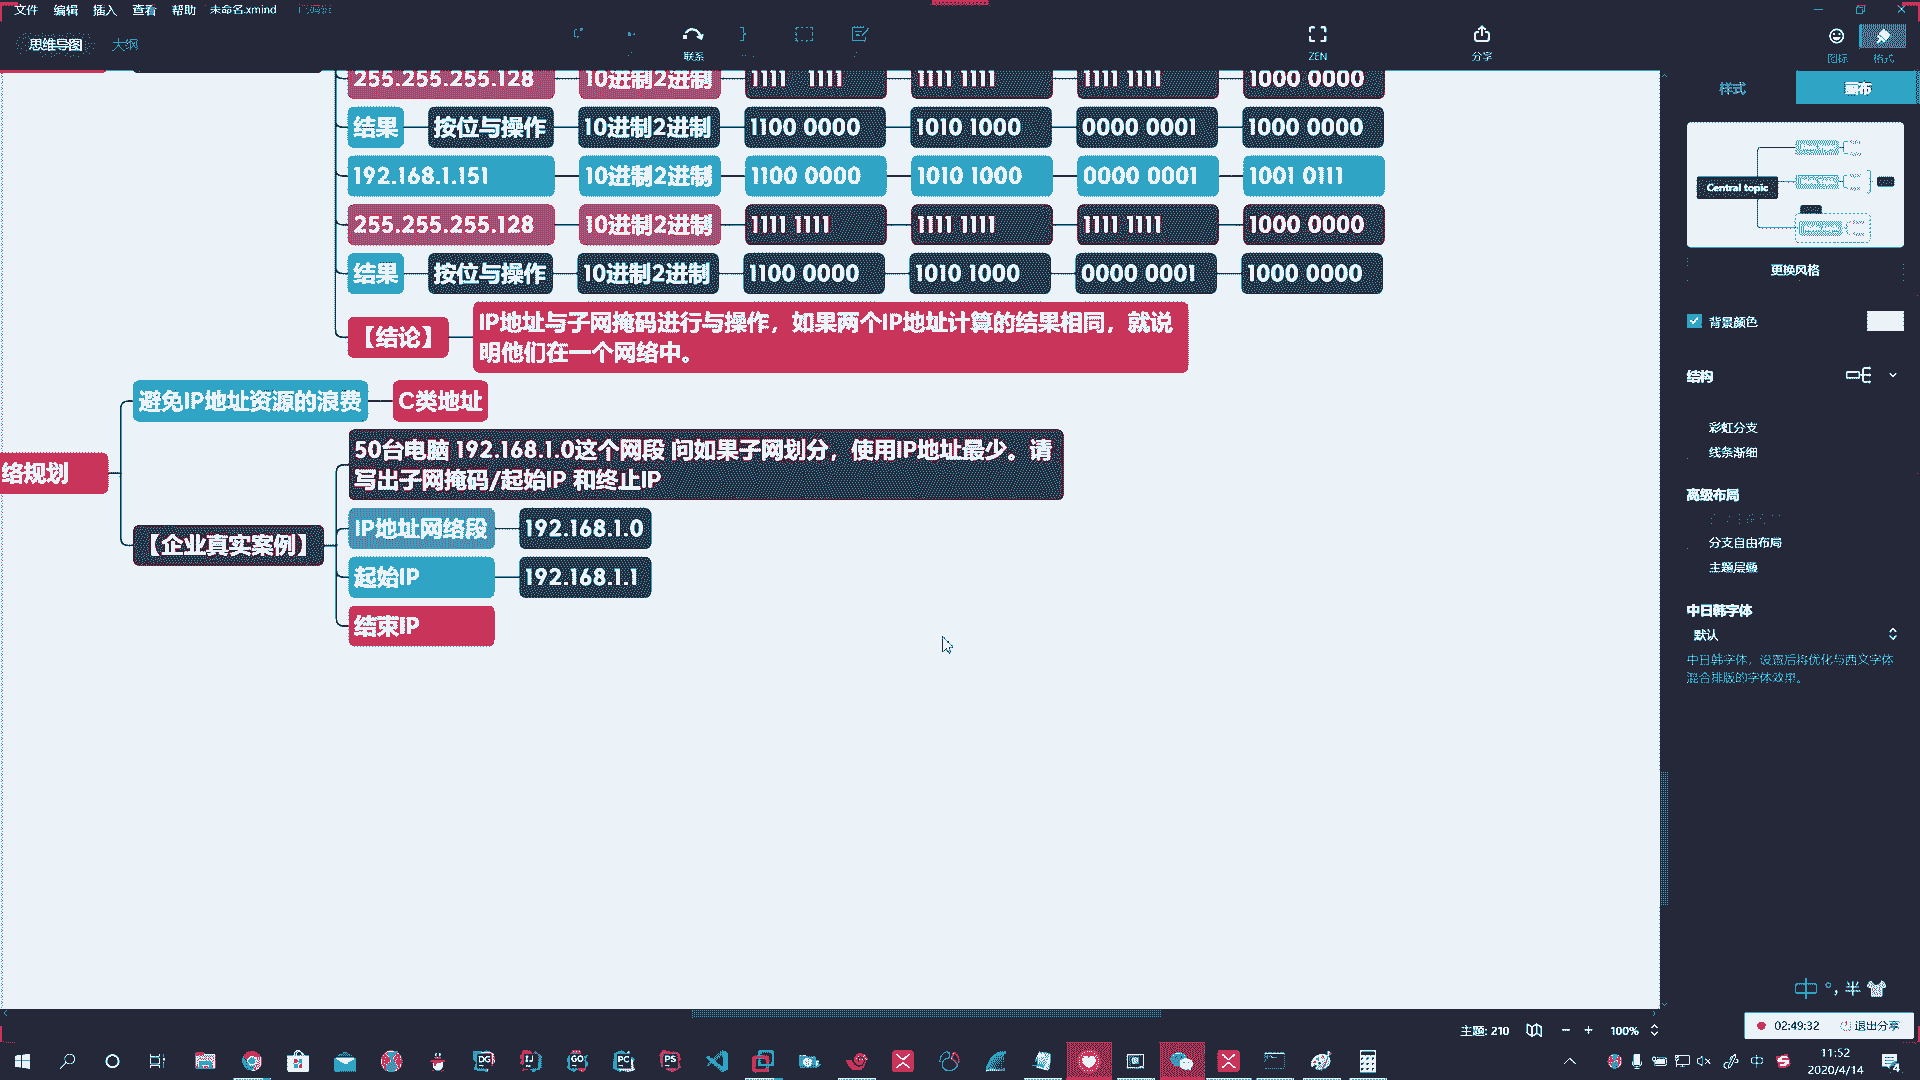 文件 编辑 插入 查看 帮助 未命名.xmind
思维导图 大纲
联系 ZEN 分享 图标 格式
255.255.255.128 10进制2进制 1111 1111 1111 1111 1111 1111 1000 0000
结果 按位与操作 10进制2进制 1100 0000 1010 1000 0000 0001 1000 0000
192.168.1.151 10进制2进制 1100 0000 1010 1000 0000 0001 1001 0111
255.255.255.128 10进制2进制 1111 1111 1111 1111 1111 1111 1000 0000
结果 按位与操作 10进制2进制 1100 0000 1010 1000 0000 0001 1000 0000
【结论】
IP地址与子网掩码进行与操作，如果两个IP地址计算的结果相同，就说
明他们在一个网络中。
避免IP地址资源的浪费 C类地址
络规划
【企业真实案例】
50台电脑 192.168.1.0这个网段 问如果子网划分，使用IP地址最少。请
写出子网掩码/起始IP 和终止IP
IP地址网络段 192.168.1.0
起始IP 192.168.1.1
结束IP
样式 画布
Central topic
更换风格
背景颜色
结构
彩虹分支
线条渐细
高级布局
分支自由布局
主题层叠
中日韩字体
默认
中日韩字体，设置后将优化与西文字体
混合排版的字体效果。
中 °, 半
主题: 210 100%
02:49:32 退出分享
DG IJ GO PC PS
中
11:52
2020/4/14
4